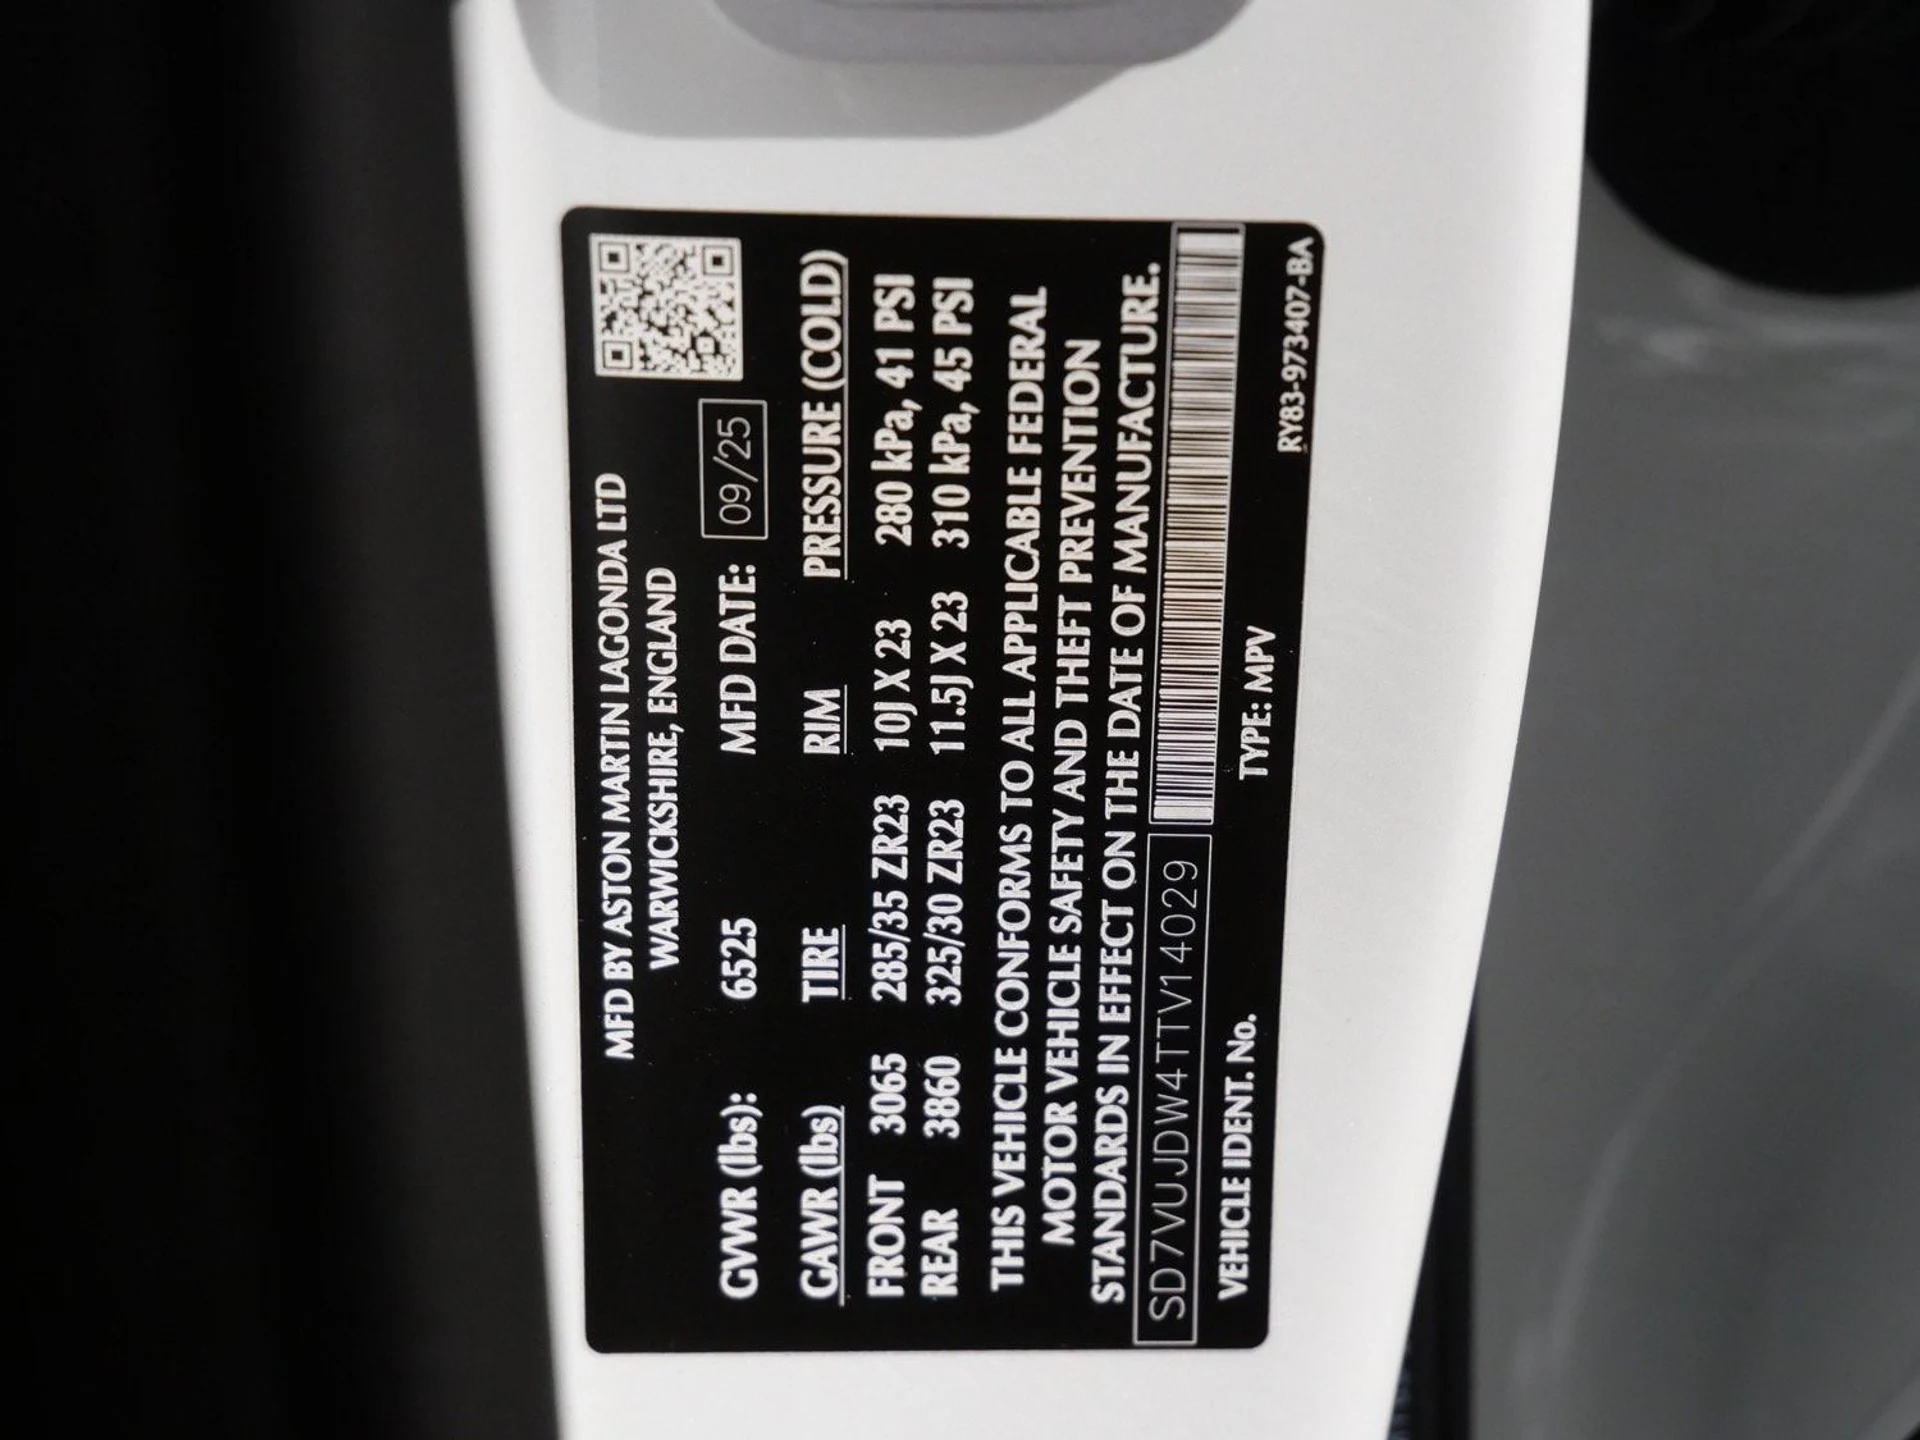 MFD BY ASTON MARTIN LAGONDA LTD
WARWICKSHIRE, ENGLAND
GVWR (lbs): 6525 MFD DATE: 09/25
GAWR (lbs) TIRE RIM PRESSURE (COLD)
FRONT 3065 285/35 ZR23 10J X 23 280 kPa, 41 PSI
REAR 3860 325/30 ZR23 11.5J X 23 310 kPa, 45 PSI
THIS VEHICLE CONFORMS TO ALL APPLICABLE FEDERAL
MOTOR VEHICLE SAFETY AND THEFT PREVENTION
STANDARDS IN EFFECT ON THE DATE OF MANUFACTURE.
SD7VUJDW4TTV14029
VEHICLE IDENT. No. TYPE: MPV
RY83-973407-BA